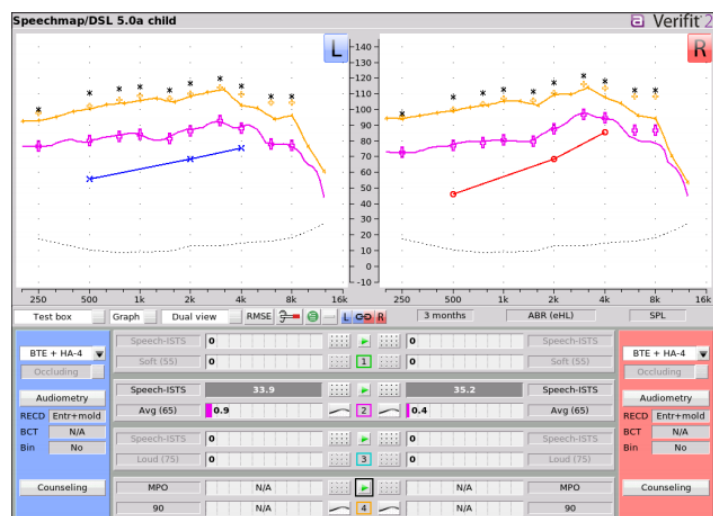 Speechmap/DSL 5.0a child
a Verifit 2
L
R
140
130
120
110
100
90
80
70
60
50
40
30
20
10
0
-10
250 500 1k 2k 4k 8k 16k
250 500 1k 2k 4k 8k 16k
Test box Graph Dual view RMSE L R 3 months ABR (eHL) SPL
BTE + HA-4
Occluding
Audiometry
RECD Entr+mold
BCT N/A
Bin No
Counseling
Speech-ISTS 0 0 Speech-ISTS
Soft (55) 0 1 0 Soft (55)
Speech-ISTS 33.9 35.2 Speech-ISTS
Avg (65) 0.9 2 0.4 Avg (65)
Speech-ISTS 0 0 Speech-ISTS
Loud (75) 0 3 0 Loud (75)
MPO N/A N/A MPO
90 N/A 4 N/A 90
BTE + HA-4
Occluding
Audiometry
RECD Entr+mold
BCT N/A
Bin No
Counseling